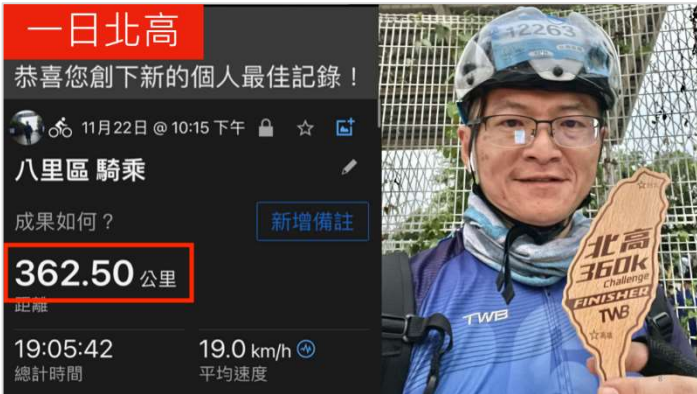 一日北高
恭喜您創下新的個人最佳記錄！
11月22日 @ 10:15 下午
八里區 騎乘
成果如何？
新增備註
362.50 公里
距離
19:05:42
總計時間
19.0 km/h
平均速度
12263
TWB
北高
360k
Challenge
FINISHER
TWB
高雄